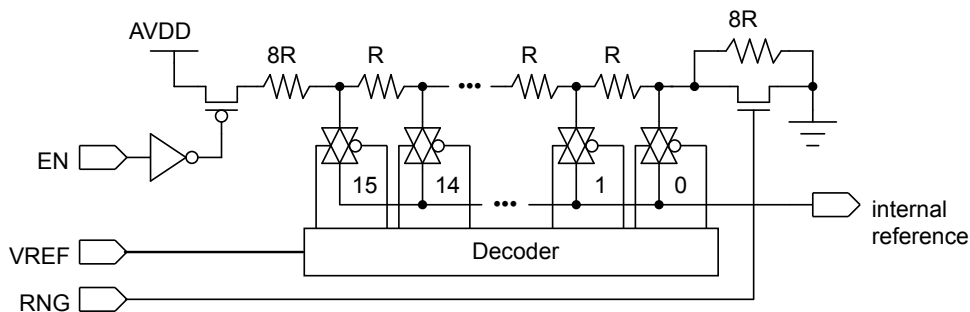 AVDD
8R
R
•••
R
R
8R
EN
15
14
1
0
•••
internal
reference
VREF
Decoder
RNG